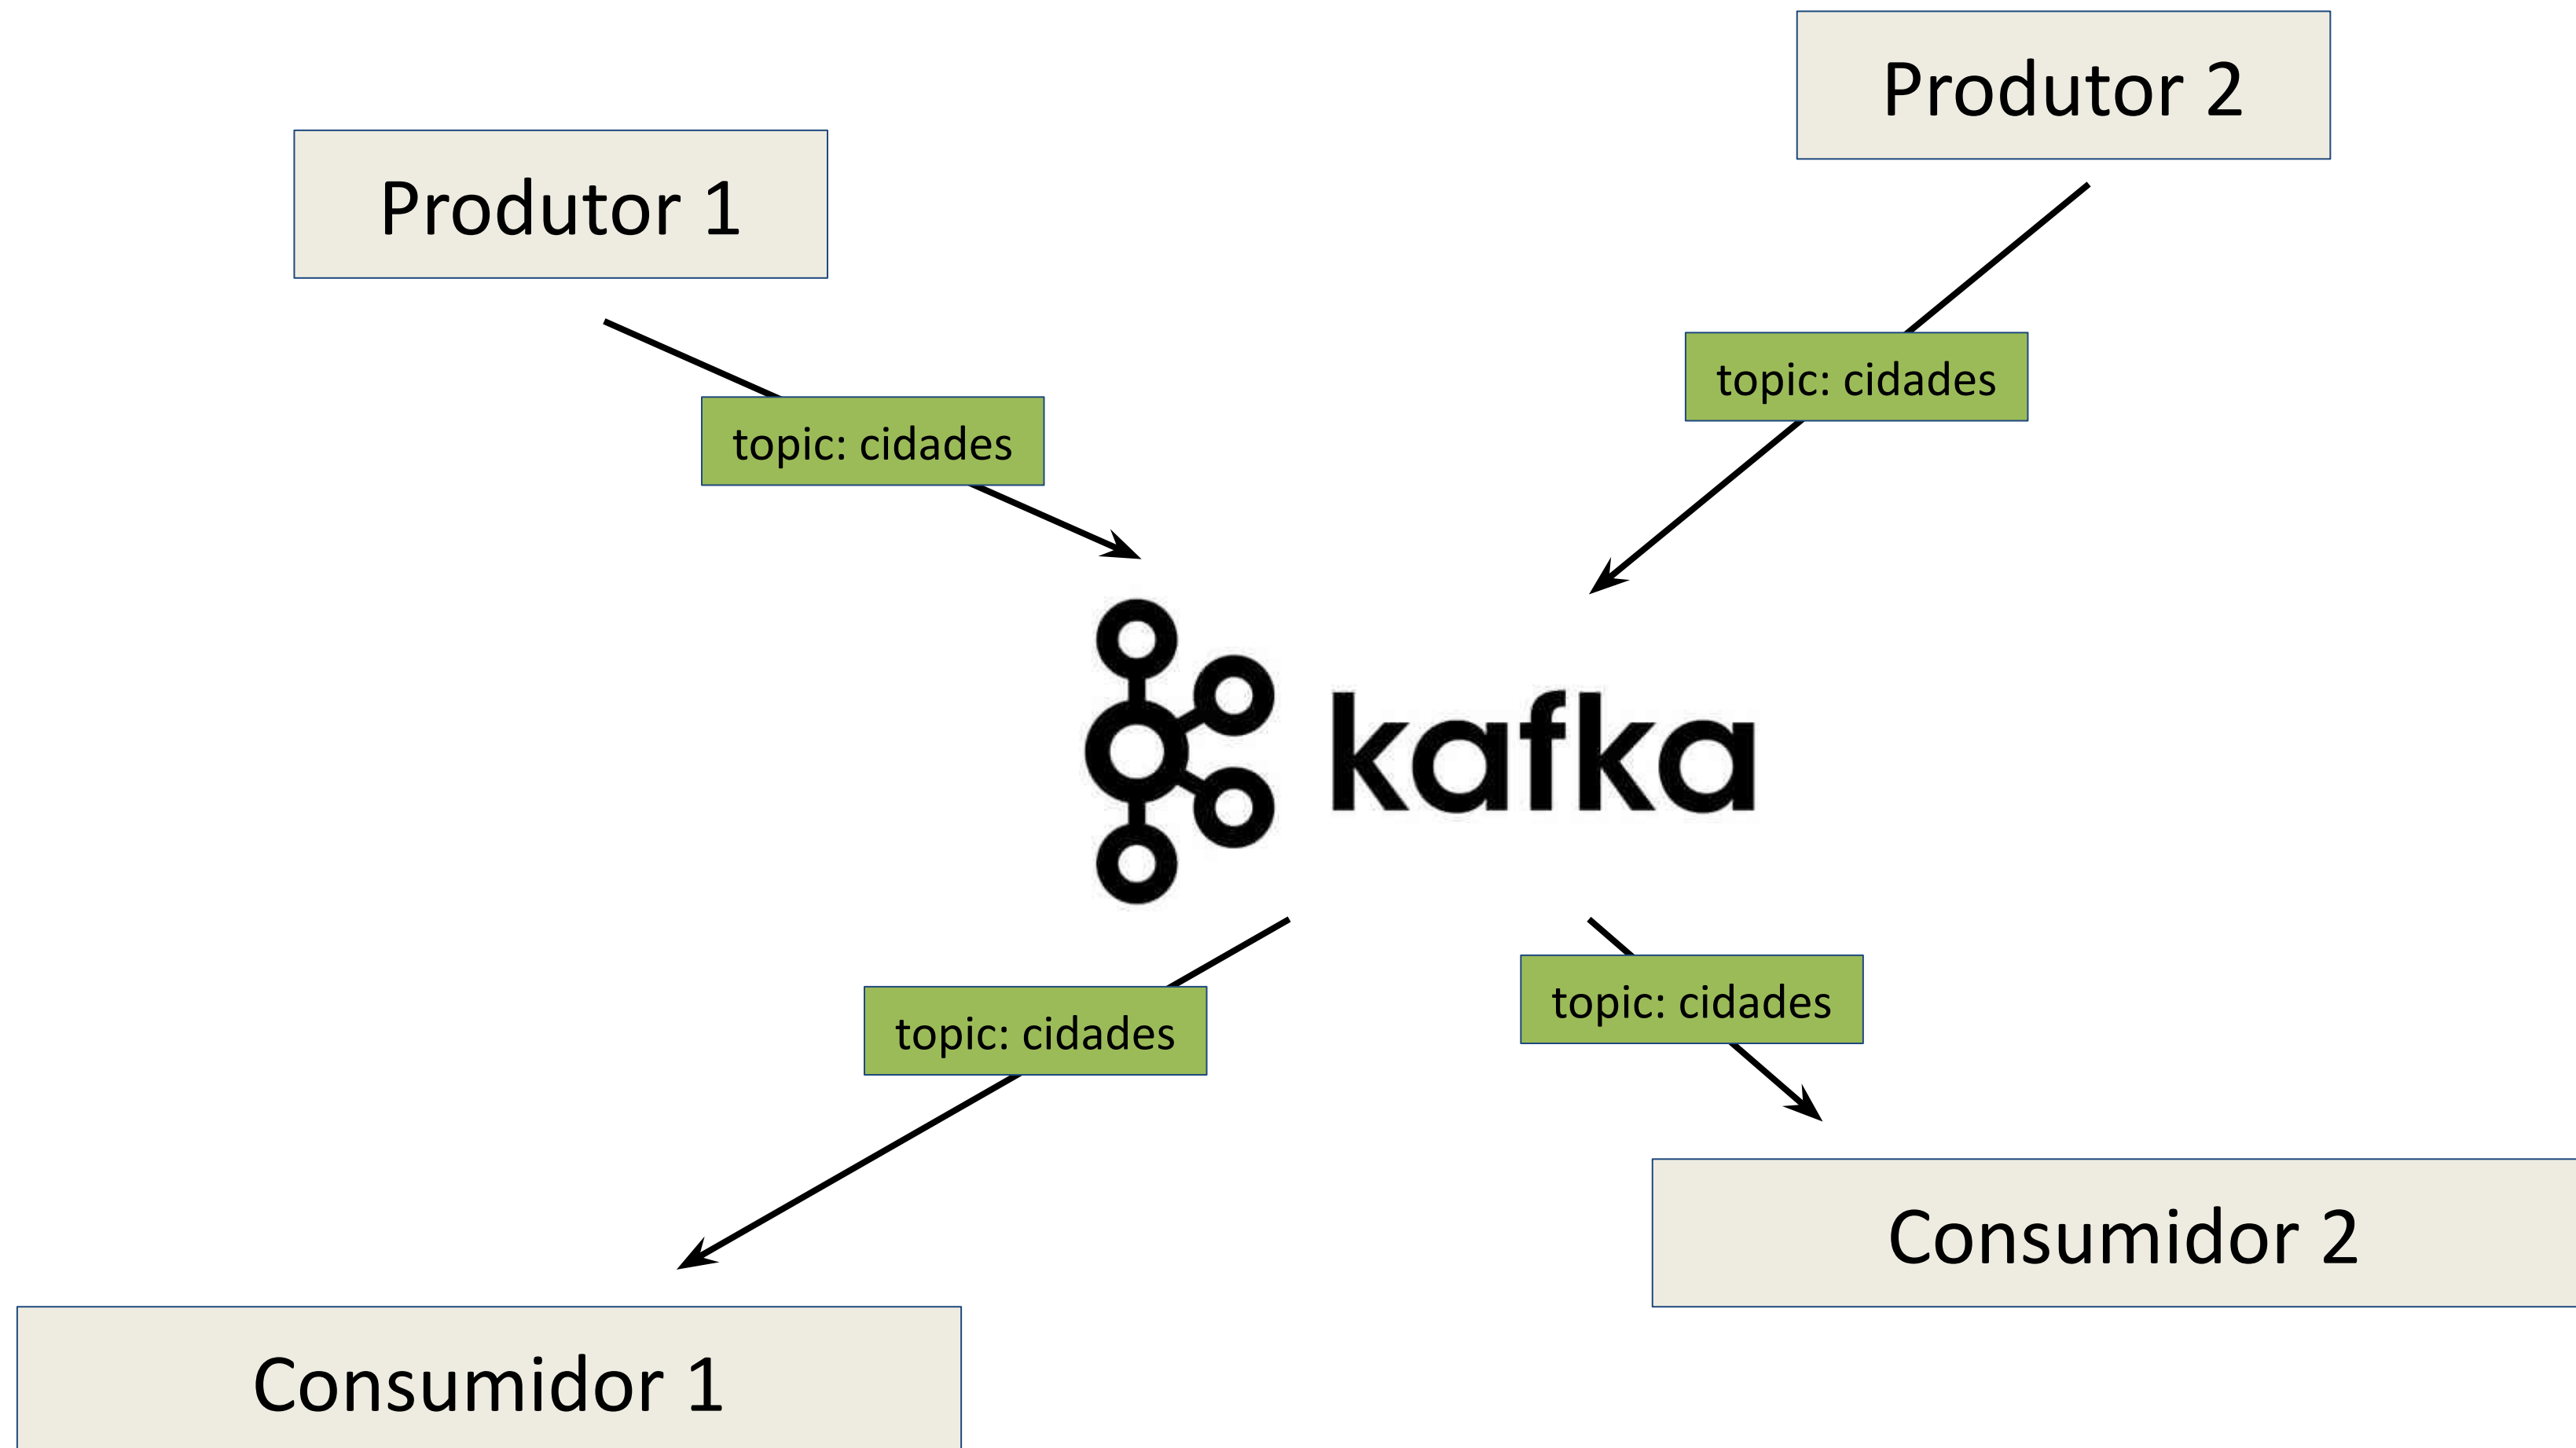 Produtor 2
Produtor 1
topic: cidades
topic: cidades
kafka
topic: cidades
topic: cidades
Consumidor 2
Consumidor 1